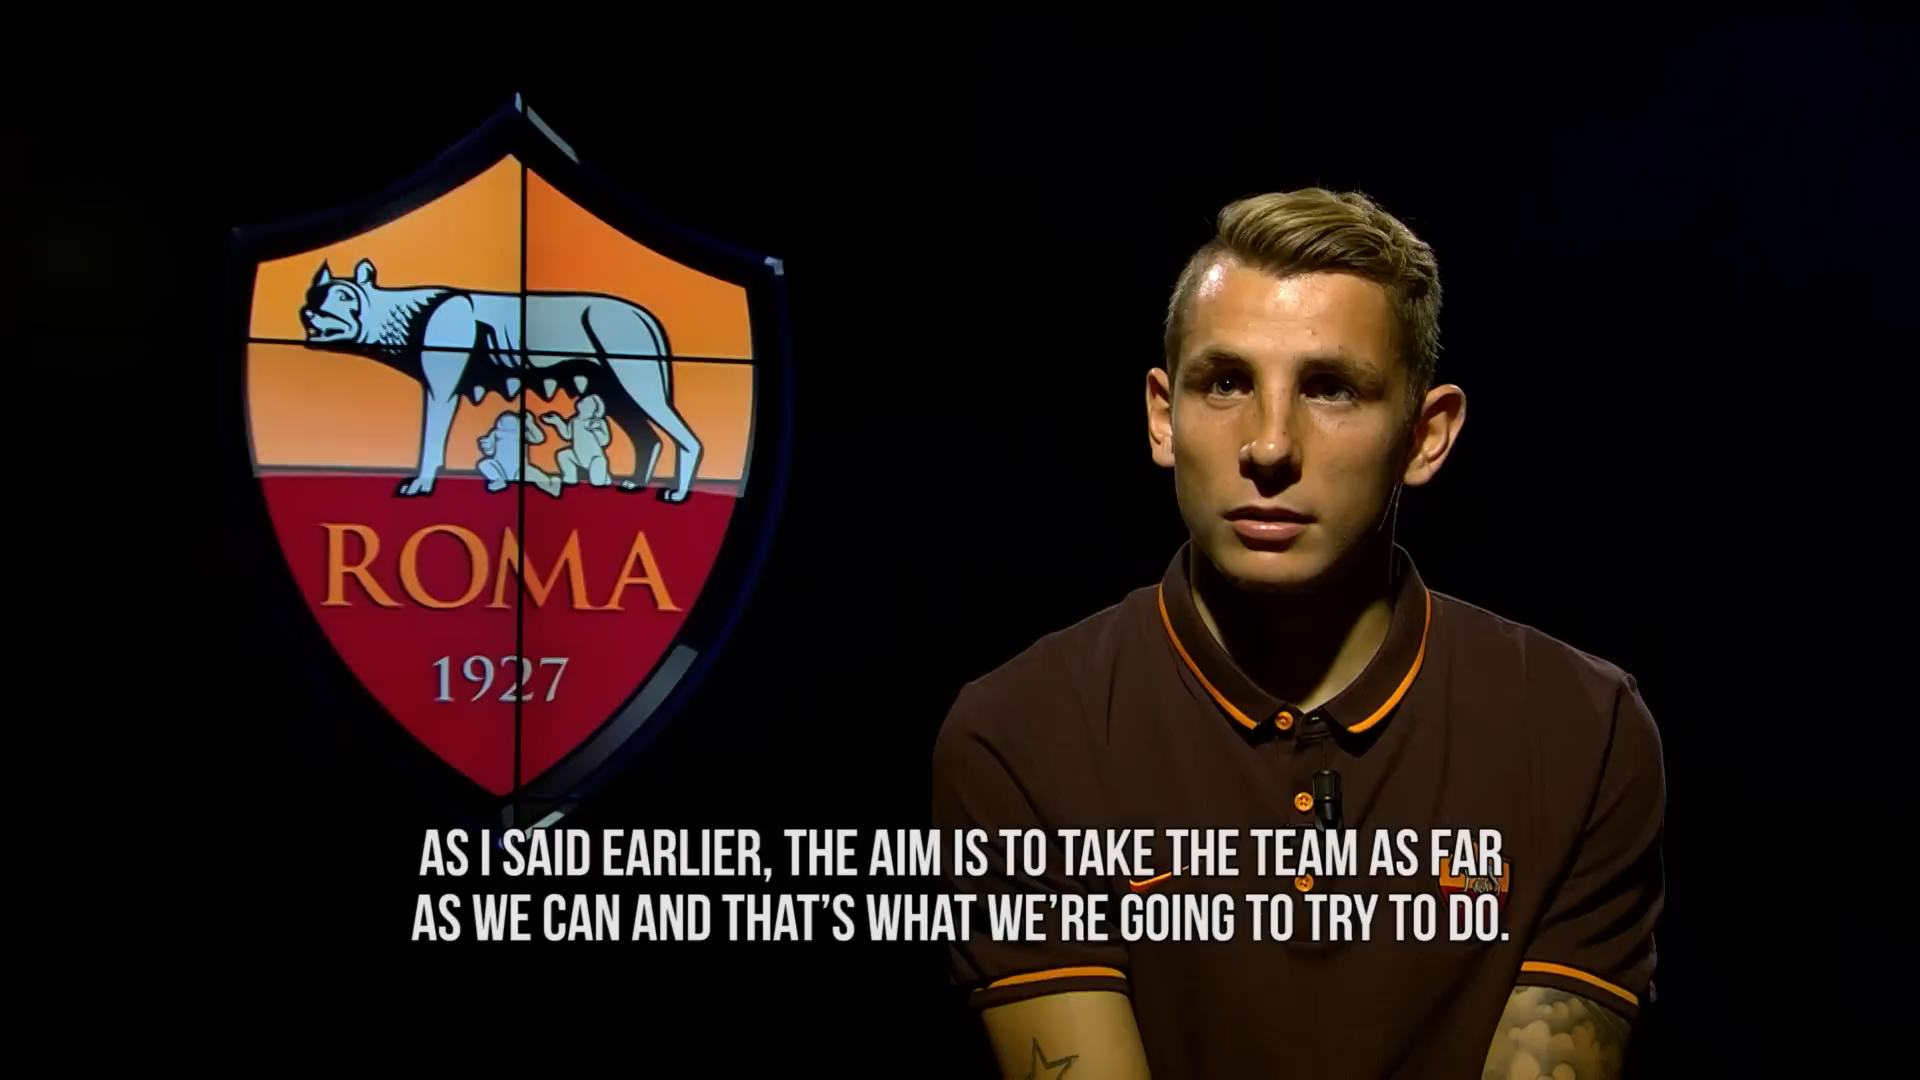 ROMA
1927
AS I SAID EARLIER, THE AIM IS TO TAKE THE TEAM AS FAR
AS WE CAN AND THAT'S WHAT WE'RE GOING TO TRY TO DO.